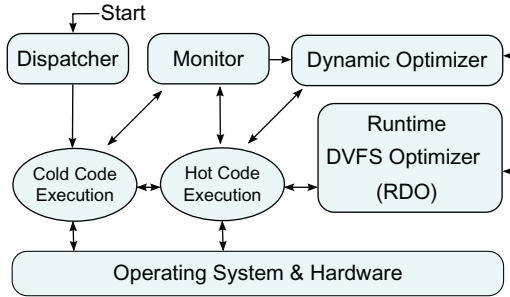 Start
Dispatcher
Monitor
Dynamic Optimizer
Runtime
DVFS Optimizer
(RDO)
Cold Code
Execution
Hot Code
Execution
Operating System & Hardware